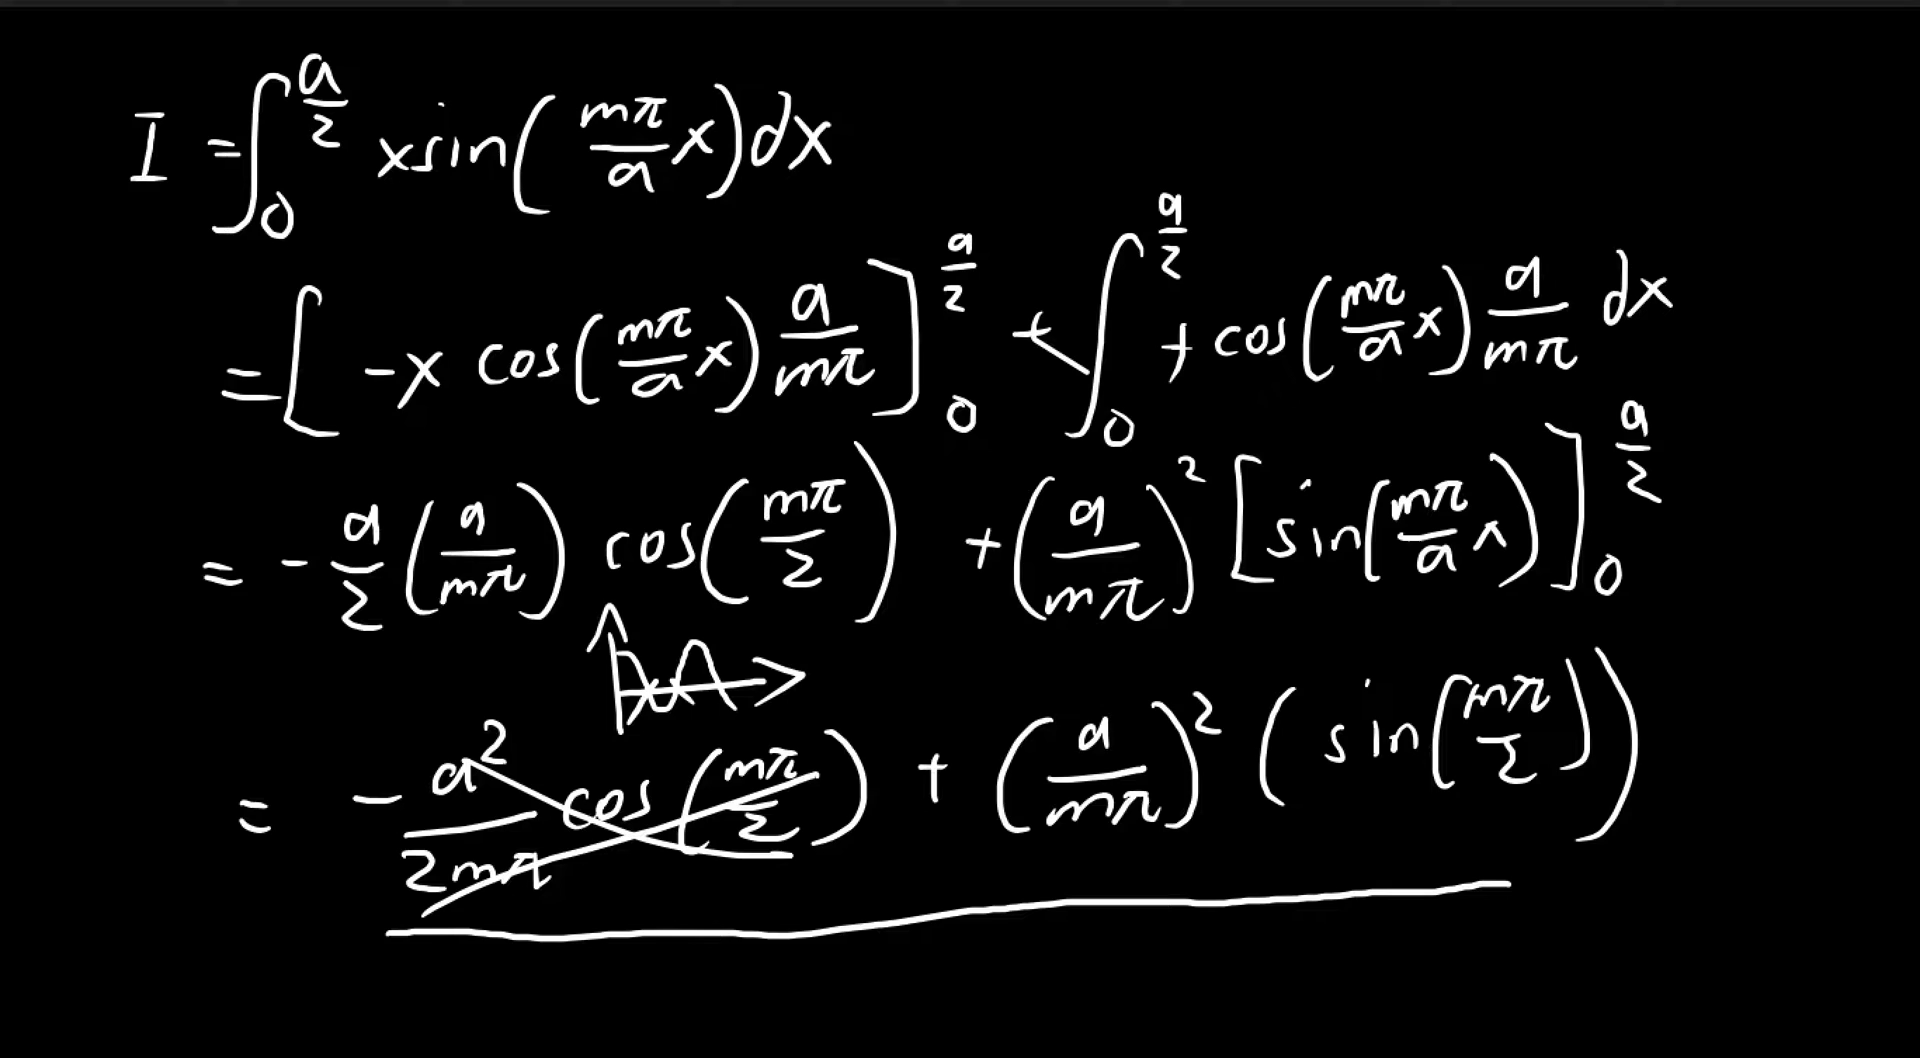 I = ∫₀^{a/2} x sin(mπ/a x) dx
= [-x cos(mπ/a x) a/mπ]₀^{a/2} + ∫₀^{a/2} + cos(mπ/a x) a/mπ dx
= - a/2 (a/mπ) cos(mπ/2) + (a/mπ)² [sin(mπ/a x)]₀^{a/2}
= - a²/2mπ cos(mπ/2) + (a/mπ)² (sin(mπ/2))